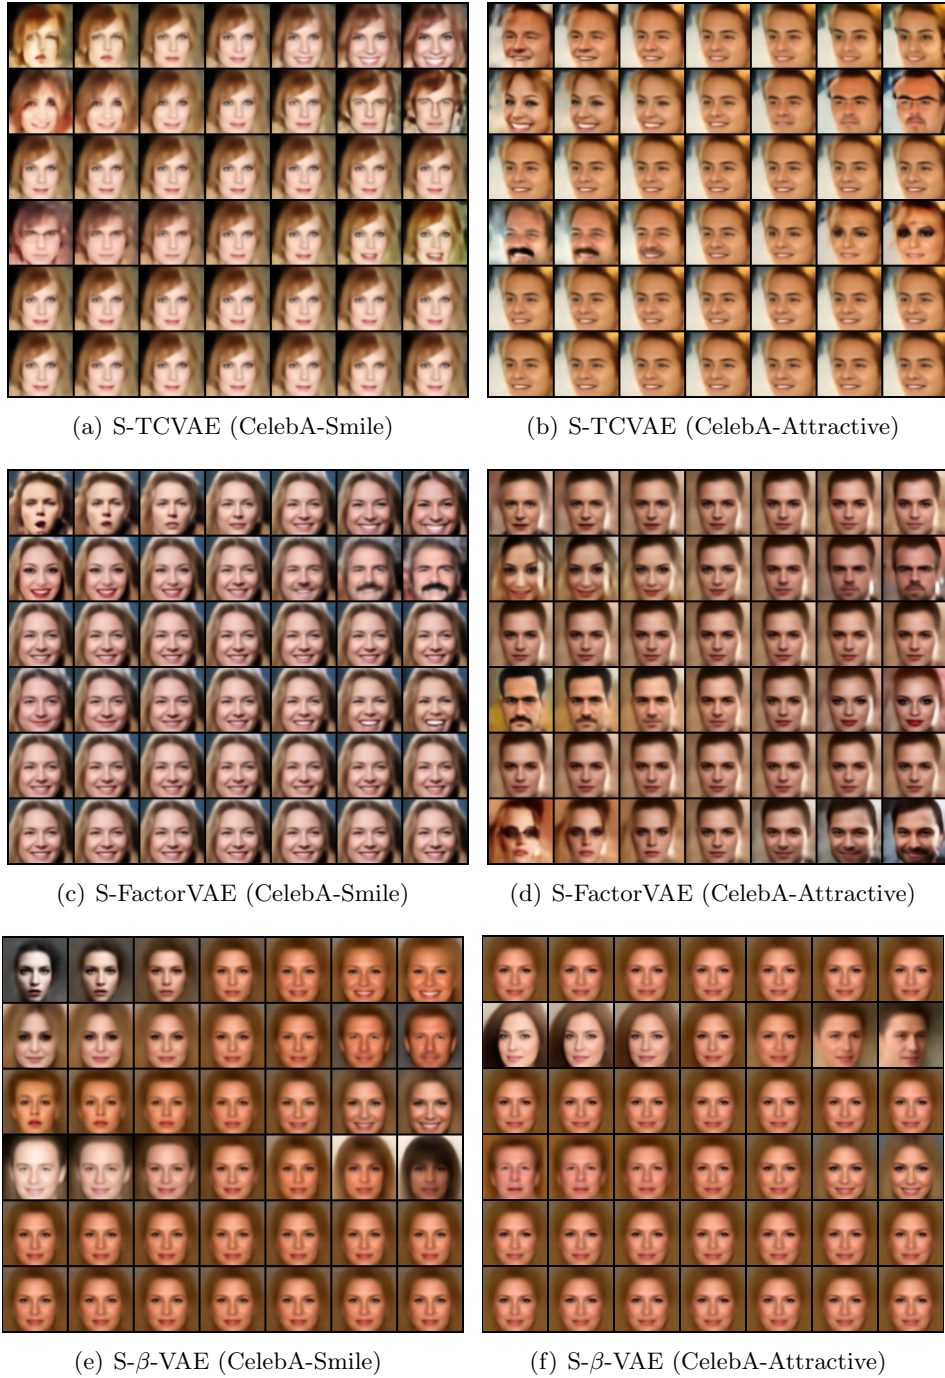 (a) S-TCVAE (CelebA-Smile)
(b) S-TCVAE (CelebA-Attractive)
(c) S-FactorVAE (CelebA-Smile)
(d) S-FactorVAE (CelebA-Attractive)
(e) S-β-VAE (CelebA-Smile)
(f) S-β-VAE (CelebA-Attractive)